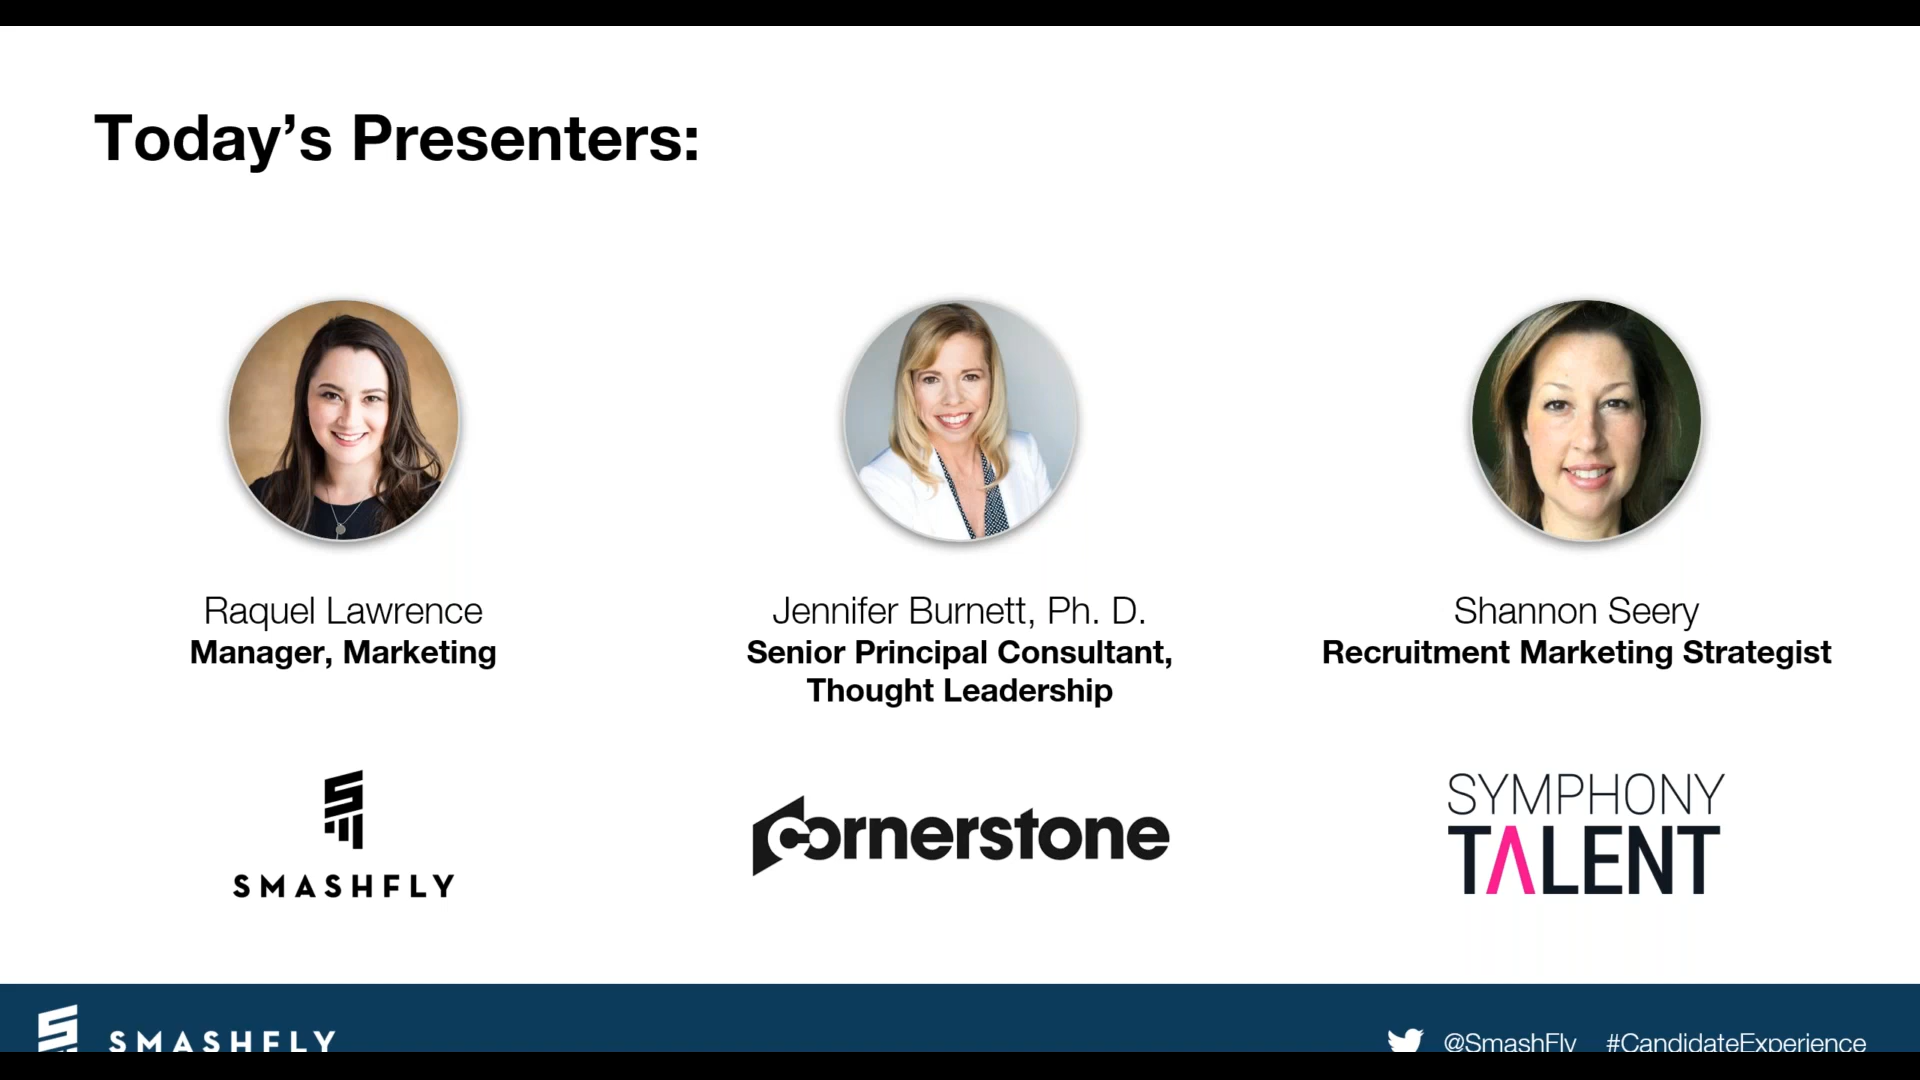 Today’s Presenters:
Raquel Lawrence
Manager, Marketing
Jennifer Burnett, Ph. D.
Senior Principal Consultant,
Thought Leadership
Shannon Seery
Recruitment Marketing Strategist
SMASHFLY
cornerstone
SYMPHONY
TALENT
SMASHFLY
@SmashFly #CandidateExperience